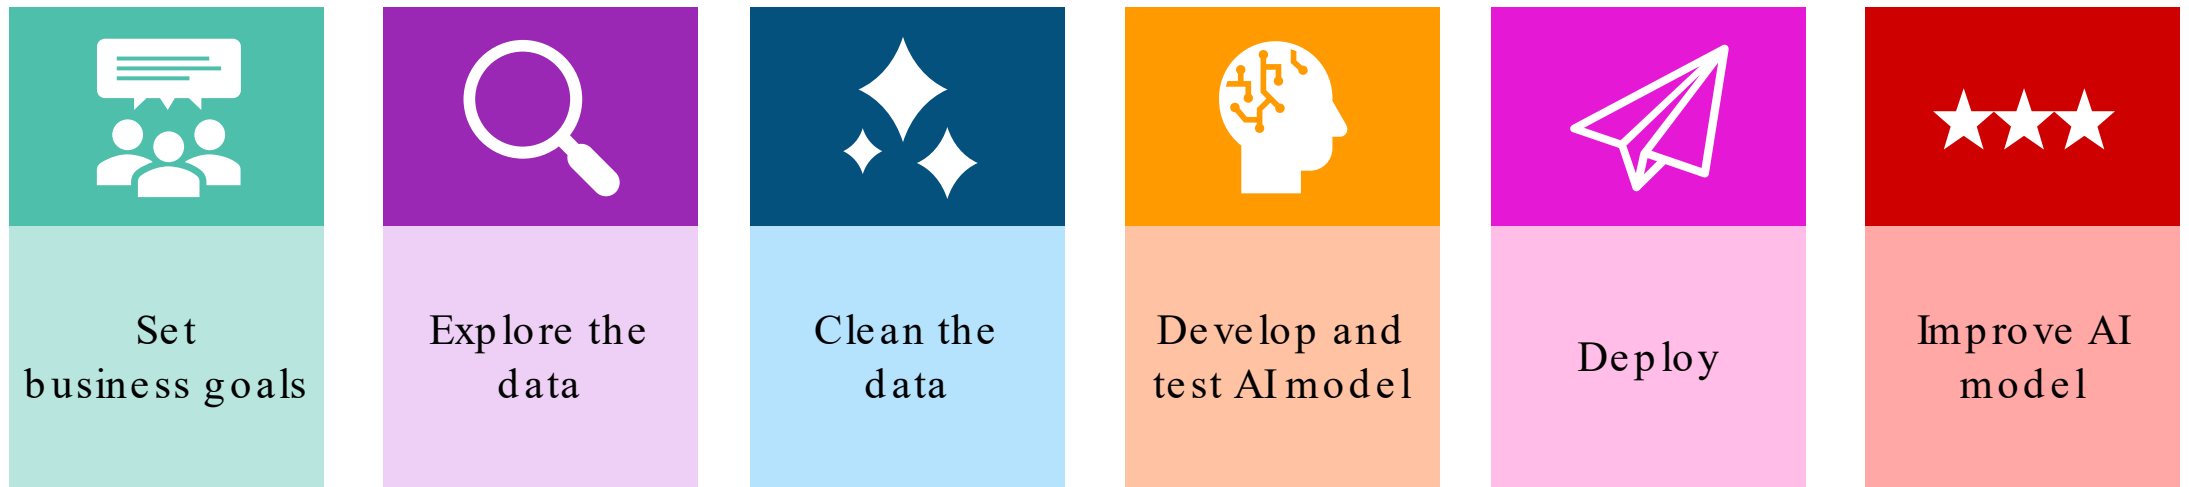 Set
business goals
Explore the
data
Clean the
data
Develop and
test AI model
Deploy
Improve AI
model